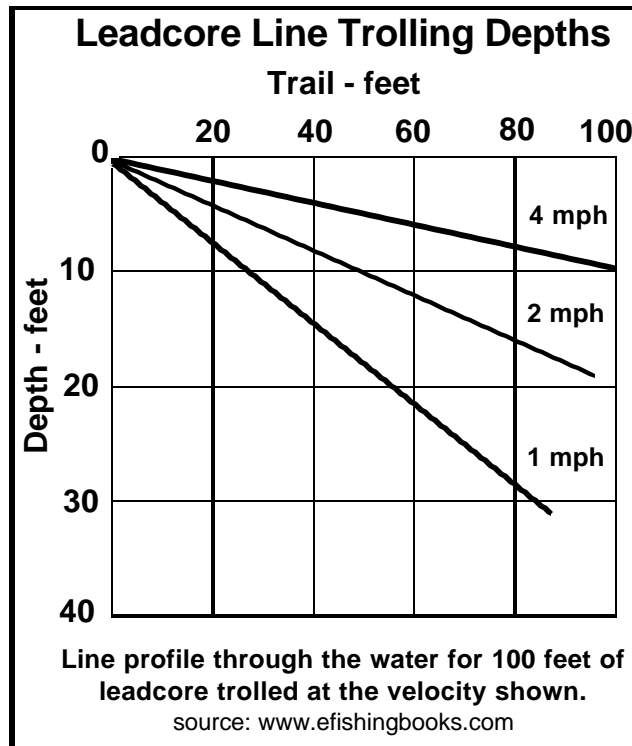 Leadcore Line Trolling Depths
Trail - feet
20 40 60 80 100
0
10
20
30
40
Depth - feet
4 mph
2 mph
1 mph
Line profile through the water for 100 feet of
leadcore trolled at the velocity shown.
source: www.efishingbooks.com